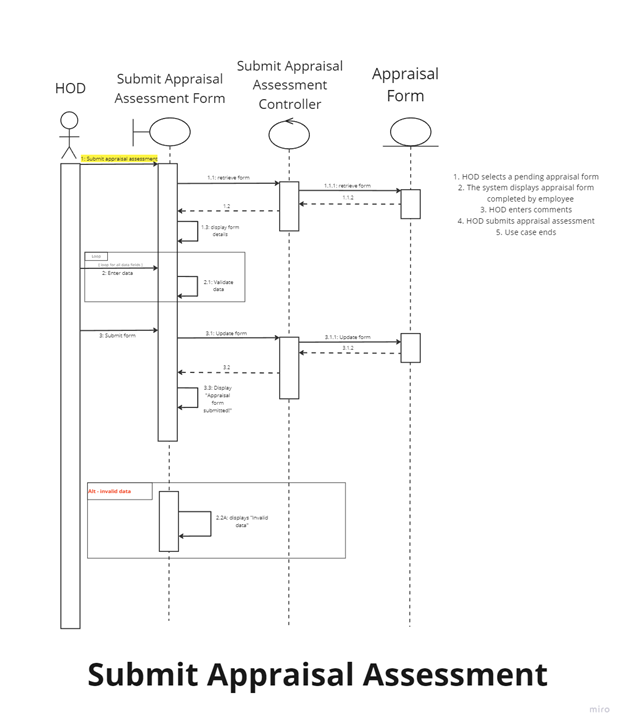 HOD
Submit Appraisal
Assessment Form
Submit Appraisal
Assessment
Controller
Appraisal
Form
1: Submit appraisal assessment
1.1: retrieve form
1.1.1: retrieve form
1.1.2
1.2
1.3: display form
details
1. HOD selects a pending appraisal form
2. The system displays appraisal form
completed by employee
3. HOD enters comments
4. HOD submits appraisal assessment
5. Use case ends
Loop
[ loop for all data fields ]
2: Enter data
2.1: Validate
data
3: Submit form
3.1: Update form
3.1.1: Update form
3.1.2
3.2
3.3: Display
"Appraisal
form
submitted!"
Alt - invalid data
2.2A: displays "Invalid
data"
Submit Appraisal Assessment
miro